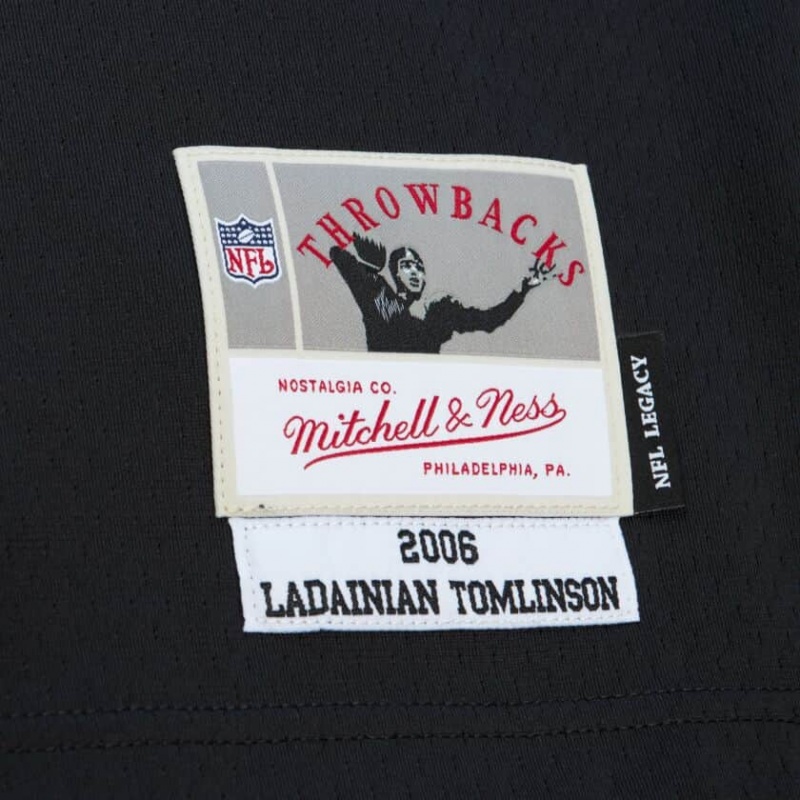 THROWBACKS
NFL
NOSTALGIA CO.
Mitchell & Ness
PHILADELPHIA, PA.
NFL LEGACY
2006
LADAINIAN TOMLINSON